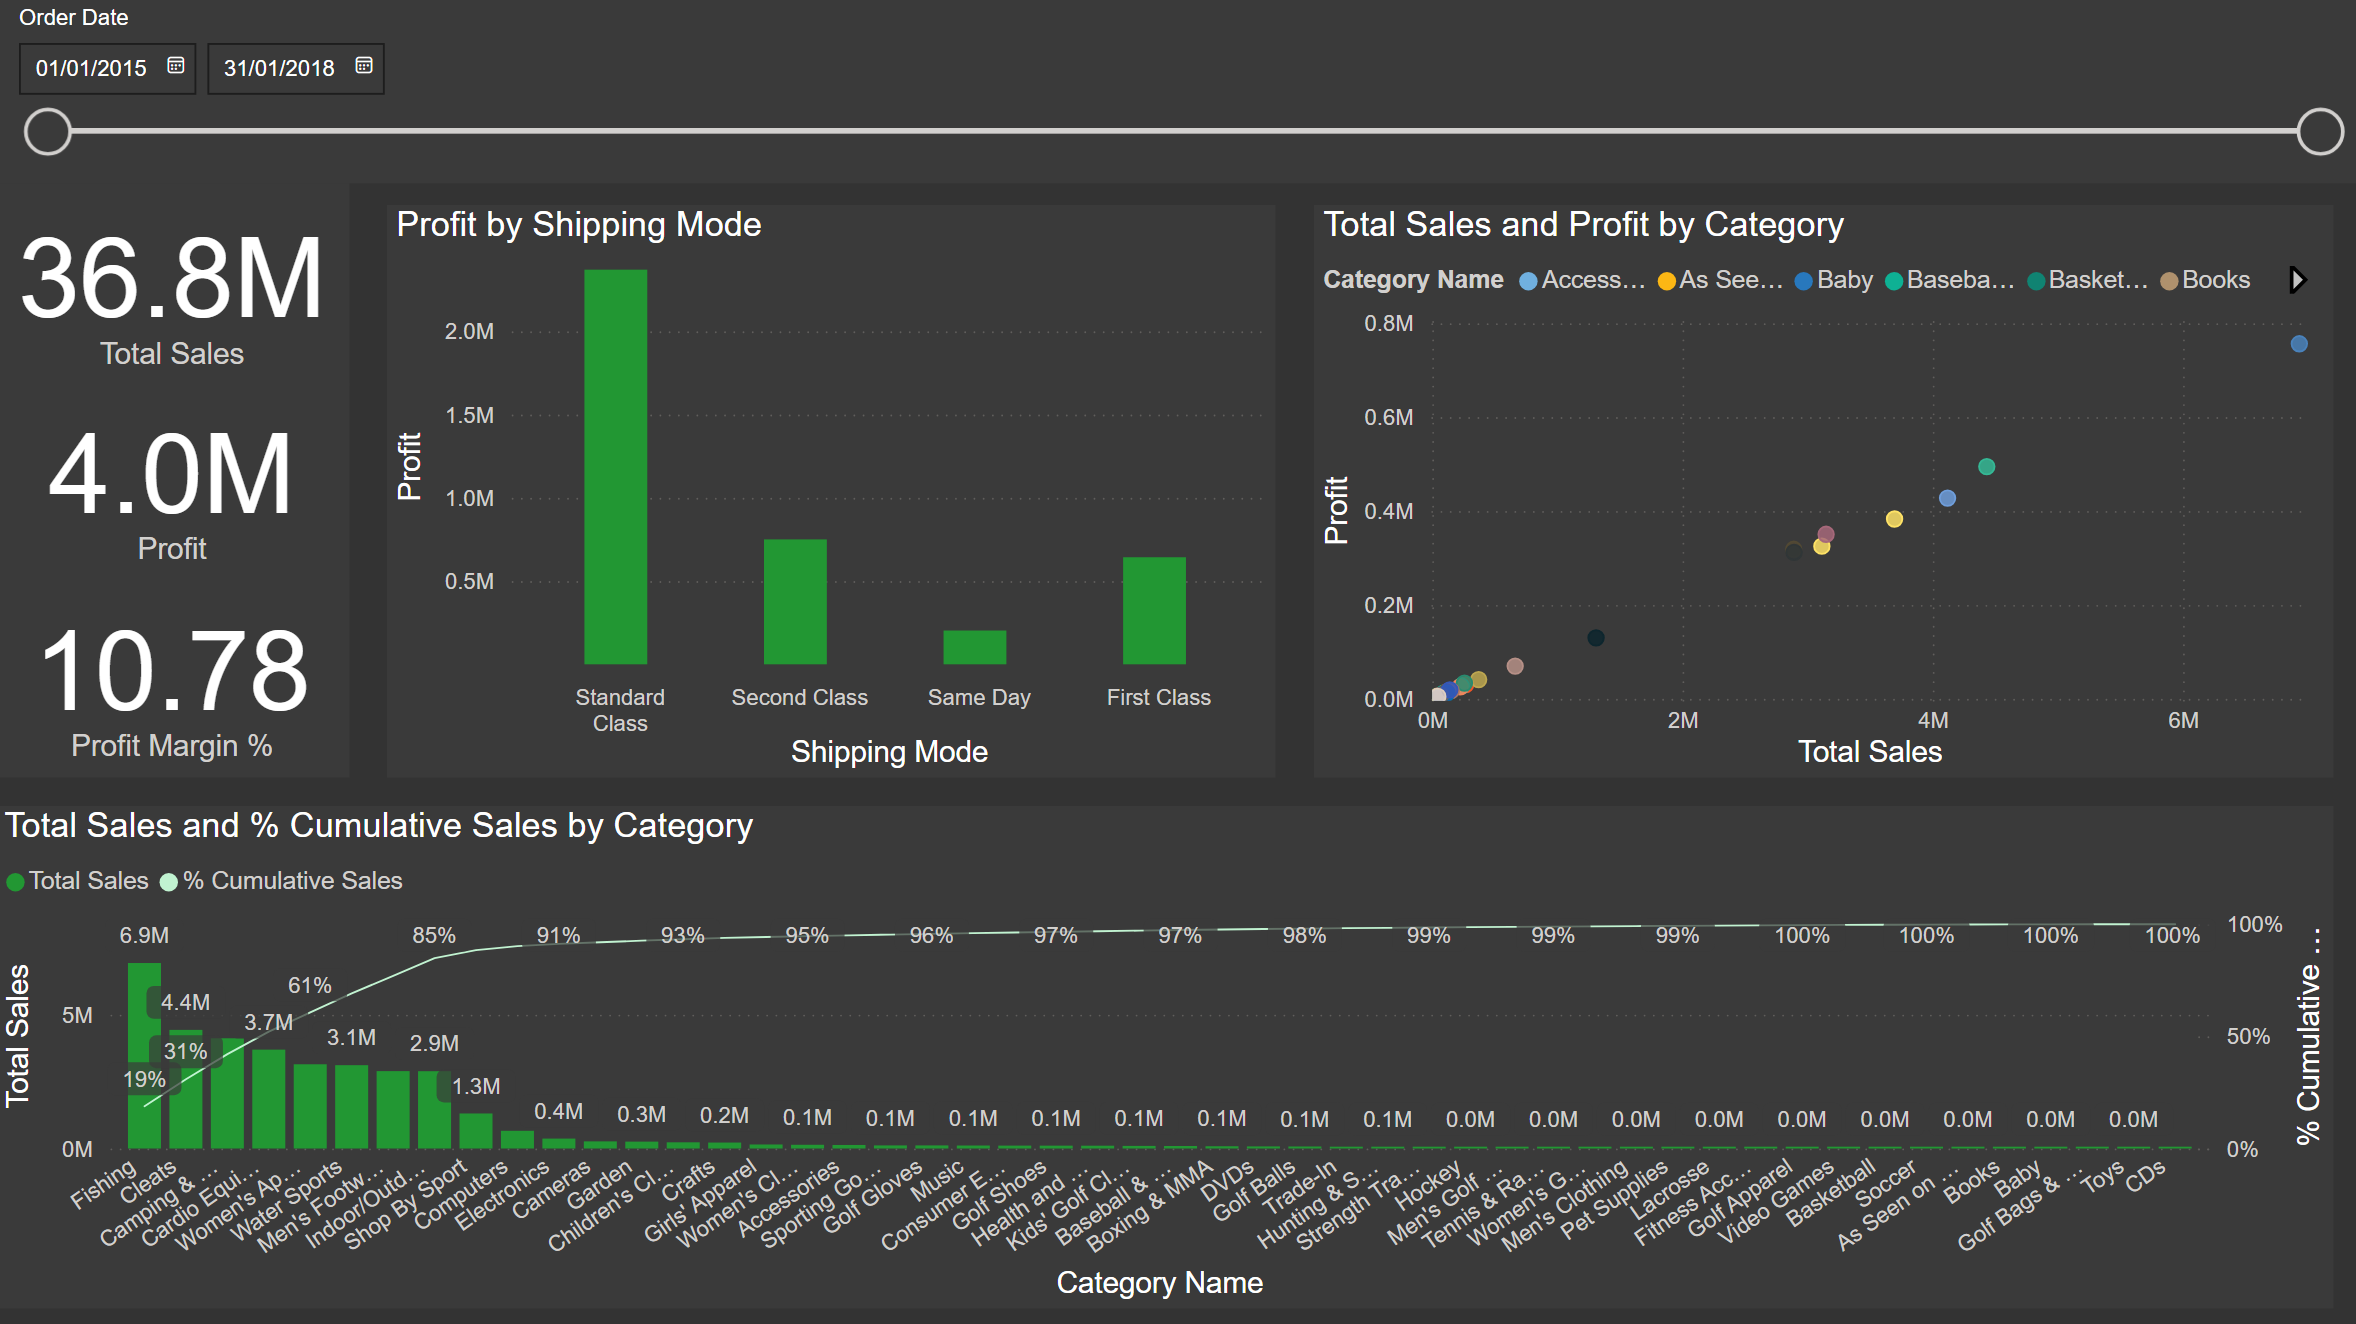 Order Date
01/01/2015 31/01/2018
36.8M
Total Sales
4.0M
Profit
10.78
Profit Margin %
Profit by Shipping Mode
2.0M
1.5M
1.0M
0.5M
Profit
Standard Class
Second Class
Same Day
First Class
Shipping Mode
Total Sales and Profit by Category
Category Name Access... As See... Baby Baseba... Basket... Books
0.8M
0.6M
0.4M
0.2M
0.0M
Profit
0M 2M 4M 6M
Total Sales
Total Sales and % Cumulative Sales by Category
Total Sales % Cumulative Sales
6.9M 4.4M 3.7M 3.1M 2.9M 1.3M 0.4M 0.3M 0.2M 0.1M 0.1M 0.1M 0.1M 0.1M 0.1M 0.1M 0.1M 0.0M 0.0M 0.0M 0.0M 0.0M 0.0M 0.0M 0.0M 0.0M
19% 31% 61% 85% 91% 93% 95% 96% 97% 97% 98% 99% 99% 99% 100% 100% 100% 100%
Total Sales
5M
0M
100%
50%
0%
% Cumulative ...
Fishing
Cleats
Camping & ...
Cardio Equi...
Women's Ap...
Water Sports
Men's Footw...
Indoor/Outd...
Shop By Sport
Computers
Electronics
Cameras
Garden
Children's Cl...
Crafts
Girls' Apparel
Women's Cl...
Accessories
Sporting Go...
Golf Gloves
Music
Consumer E...
Golf Shoes
Health and ...
Kids' Golf Cl...
Baseball & ...
Boxing & MMA
DVDs
Golf Balls
Trade-In
Hunting & S...
Strength Tra...
Hockey
Men's Golf ...
Tennis & Ra...
Women's G...
Men's Clothing
Pet Supplies
Lacrosse
Fitness Acc...
Golf Apparel
Video Games
Basketball
Soccer
As Seen on ...
Books
Baby
Golf Bags & ...
Toys
CDs
Category Name